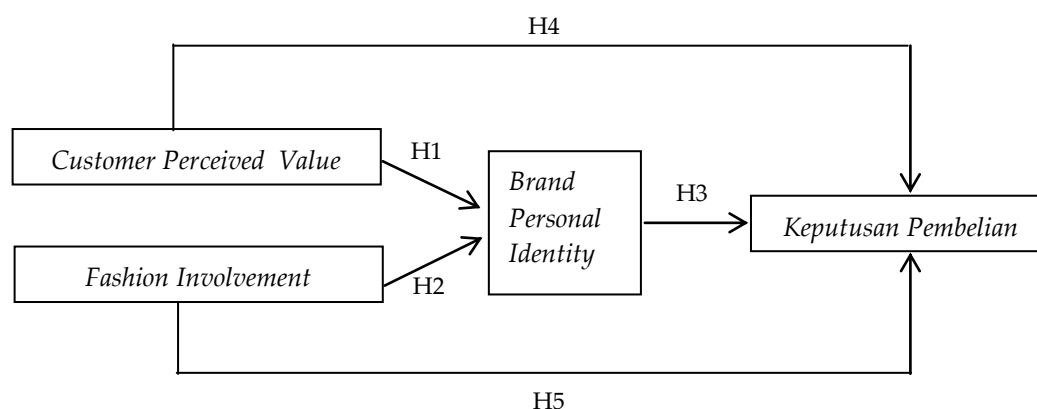 H4
Customer Perceived Value
H1
Brand
Personal
Identity
H3
Keputusan Pembelian
Fashion Involvement
H2
H5